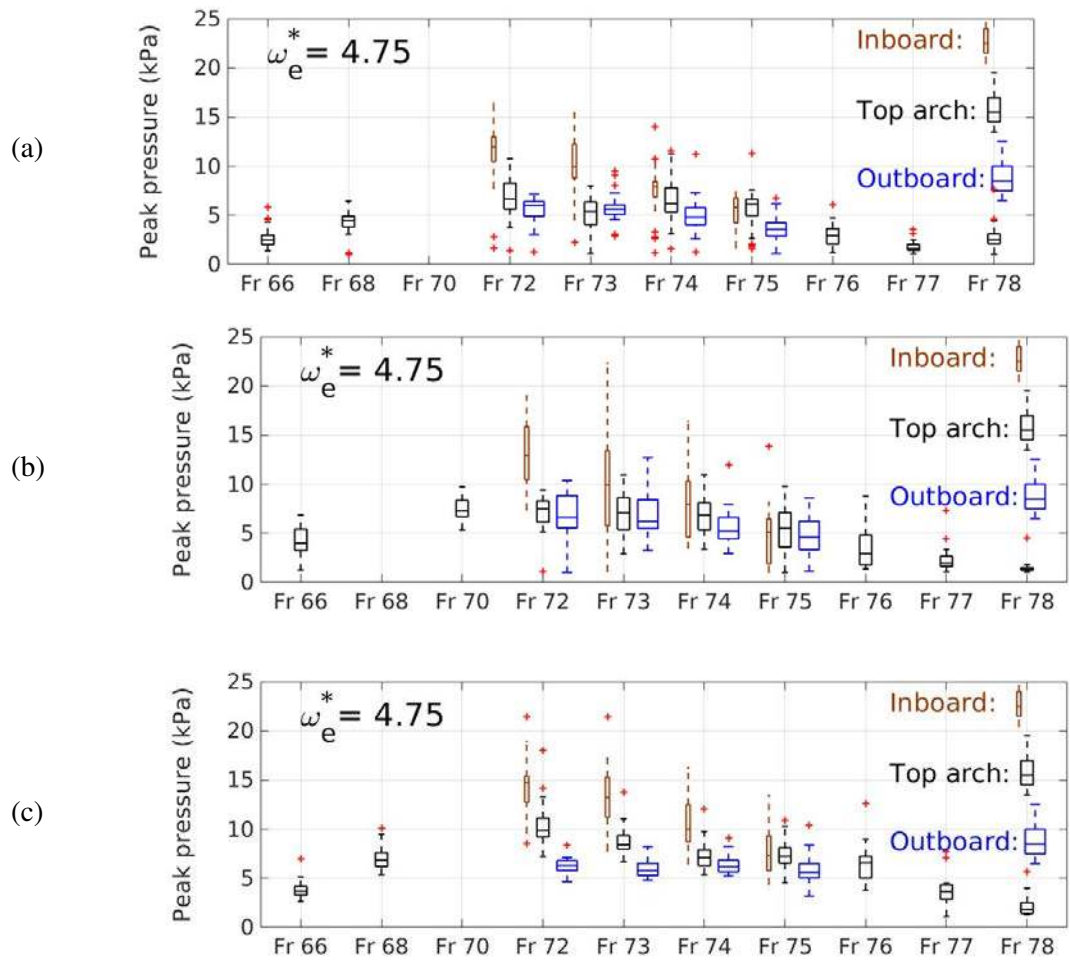 (a)
Peak pressure (kPa)
25
20
15
10
5
0
ω*e = 4.75
Inboard:
Top arch:
Outboard:
Fr 66 Fr 68 Fr 70 Fr 72 Fr 73 Fr 74 Fr 75 Fr 76 Fr 77 Fr 78
(b)
Peak pressure (kPa)
25
20
15
10
5
0
ω*e = 4.75
Inboard:
Top arch:
Outboard:
Fr 66 Fr 68 Fr 70 Fr 72 Fr 73 Fr 74 Fr 75 Fr 76 Fr 77 Fr 78
(c)
Peak pressure (kPa)
25
20
15
10
5
0
ω*e = 4.75
Inboard:
Top arch:
Outboard:
Fr 66 Fr 68 Fr 70 Fr 72 Fr 73 Fr 74 Fr 75 Fr 76 Fr 77 Fr 78